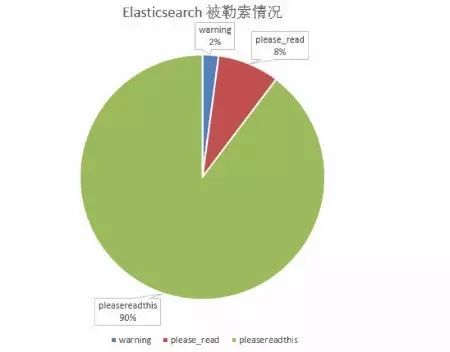 Elasticsearch 被勒索情况
warning
2%
please_read
8%
pleasereadthis
90%
warning please_read pleasereadthis